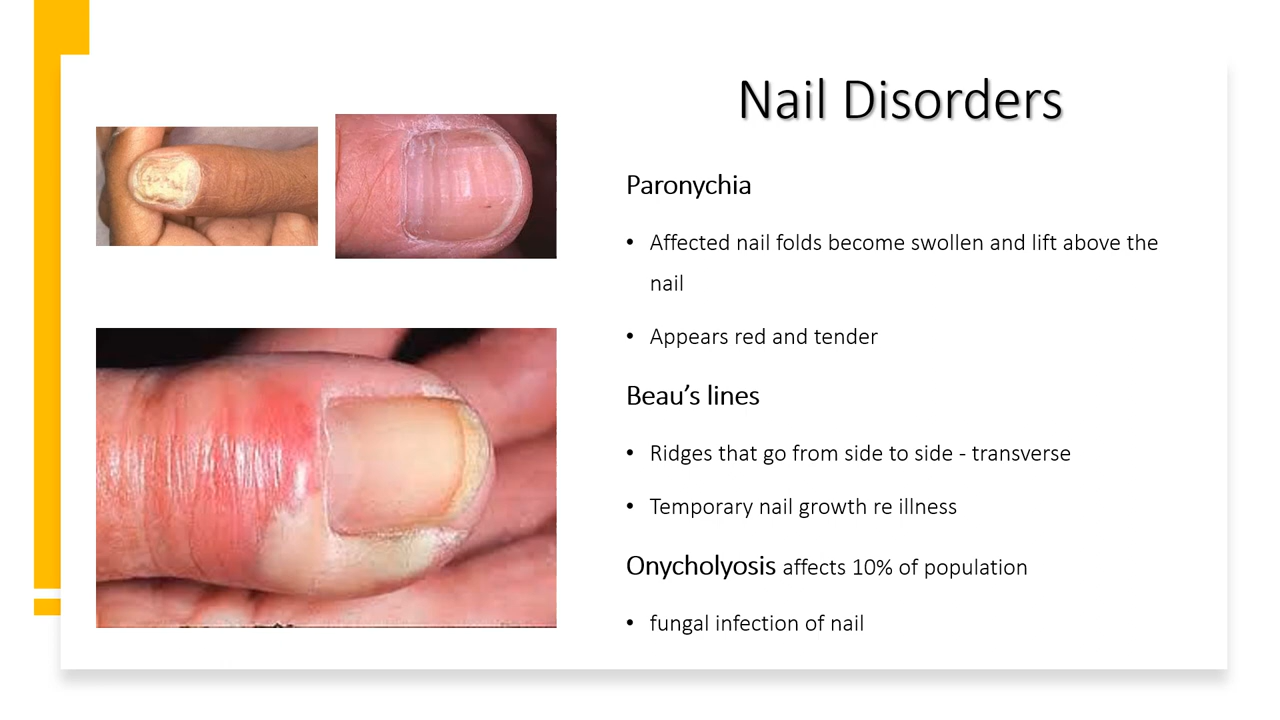 Nail Disorders
Paronychia
• Affected nail folds become swollen and lift above the
nail
• Appears red and tender
Beau’s lines
• Ridges that go from side to side - transverse
• Temporary nail growth re illness
Onycholyosis affects 10% of population
• fungal infection of nail